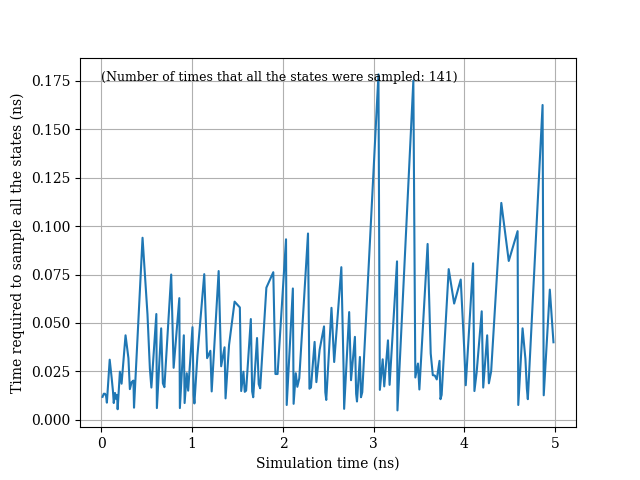 (Number of times that all the states were sampled: 141)
Time required to sample all the states (ns)
0.175
0.150
0.125
0.100
0.075
0.050
0.025
0.000
0 1 2 3 4 5
Simulation time (ns)